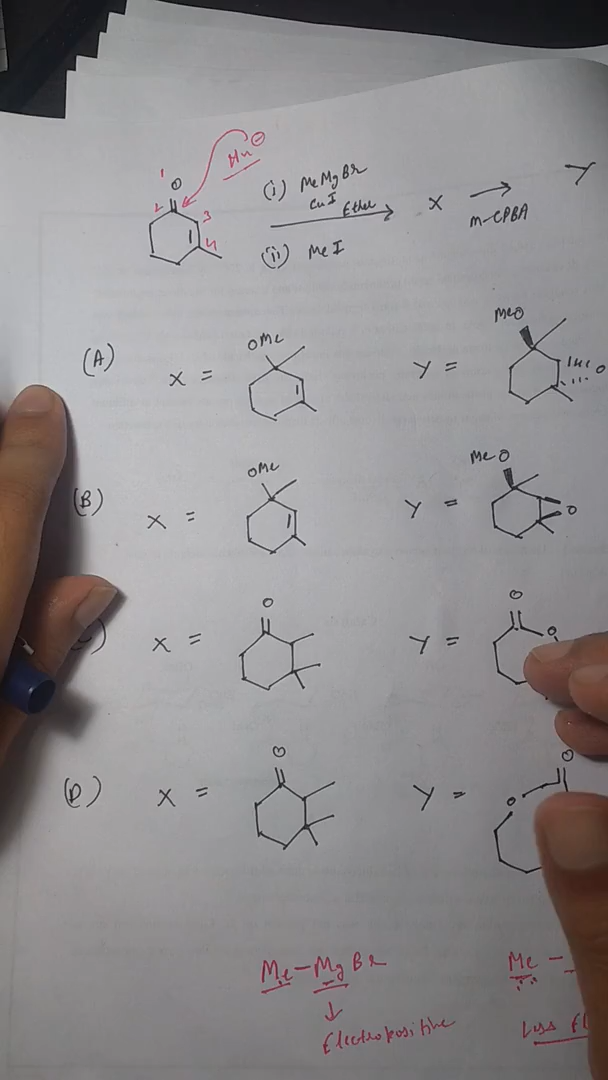 1
O
2
3
4
Nu⊖
(i) MeMgBr
CuI Ether
(ii) MeI
X
m-CPBA
Y
(A)
X =
OMe
Y =
MeO
O
(B)
X =
OMe
Y =
MeO
O
)
X =
O
Y =
O
O
(D)
X =
O
Y =
O
O
Me-MgBr
↓
Electropositive
Me -
Less El